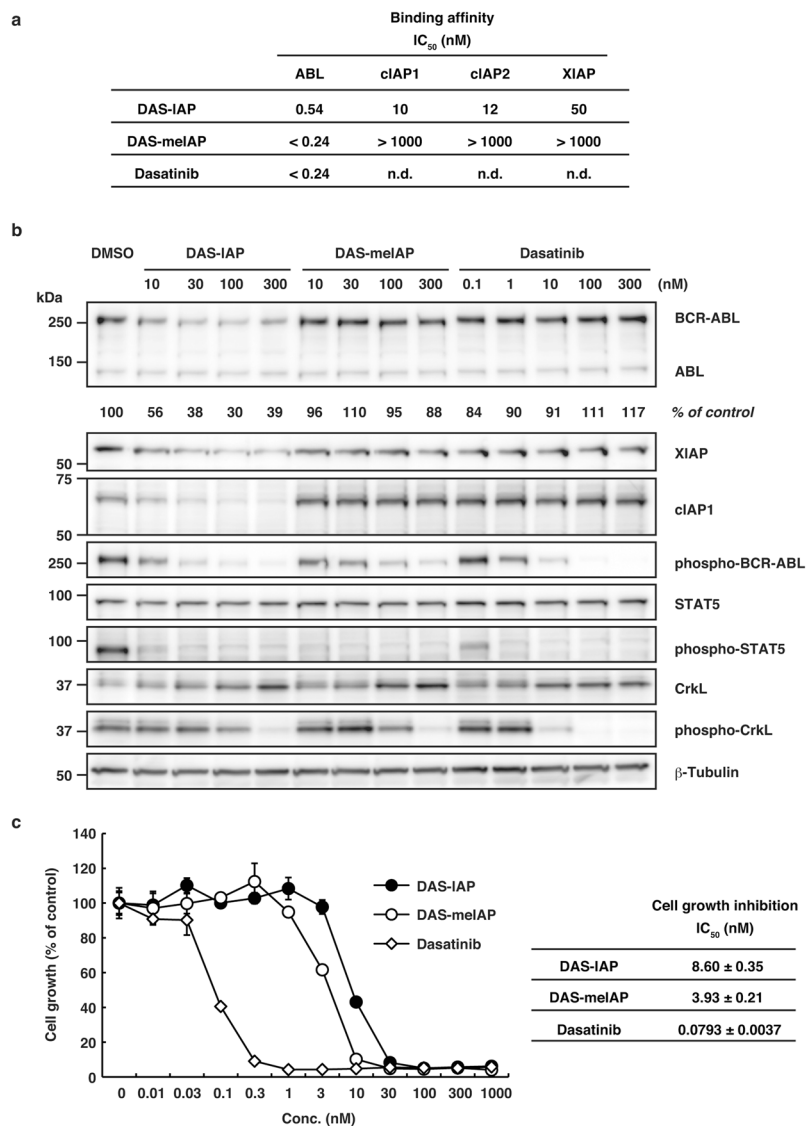 a
Binding affinity
IC50 (nM)
ABL cIAP1 cIAP2 XIAP
DAS-IAP 0.54 10 12 50
DAS-meIAP < 0.24 > 1000 > 1000 > 1000
Dasatinib < 0.24 n.d. n.d. n.d.
b
DMSO DAS-IAP DAS-meIAP Dasatinib
10 30 100 300 10 30 100 300 0.1 1 10 100 300 (nM)
kDa
250 BCR-ABL
150
ABL
100 56 38 30 39 96 110 95 88 84 90 91 111 117 % of control
XIAP
50
75
cIAP1
50
250 phospho-BCR-ABL
100
STAT5
100
phospho-STAT5
37 CrkL
37 phospho-CrkL
50 β-Tubulin
c
Cell growth (% of control)
140
120
100
80
60
40
20
0
0 0.01 0.03 0.1 0.3 1 3 10 30 100 300 1000
Conc. (nM)
DAS-IAP
DAS-meIAP
Dasatinib
Cell growth inhibition
IC50 (nM)
DAS-IAP 8.60 ± 0.35
DAS-meIAP 3.93 ± 0.21
Dasatinib 0.0793 ± 0.0037